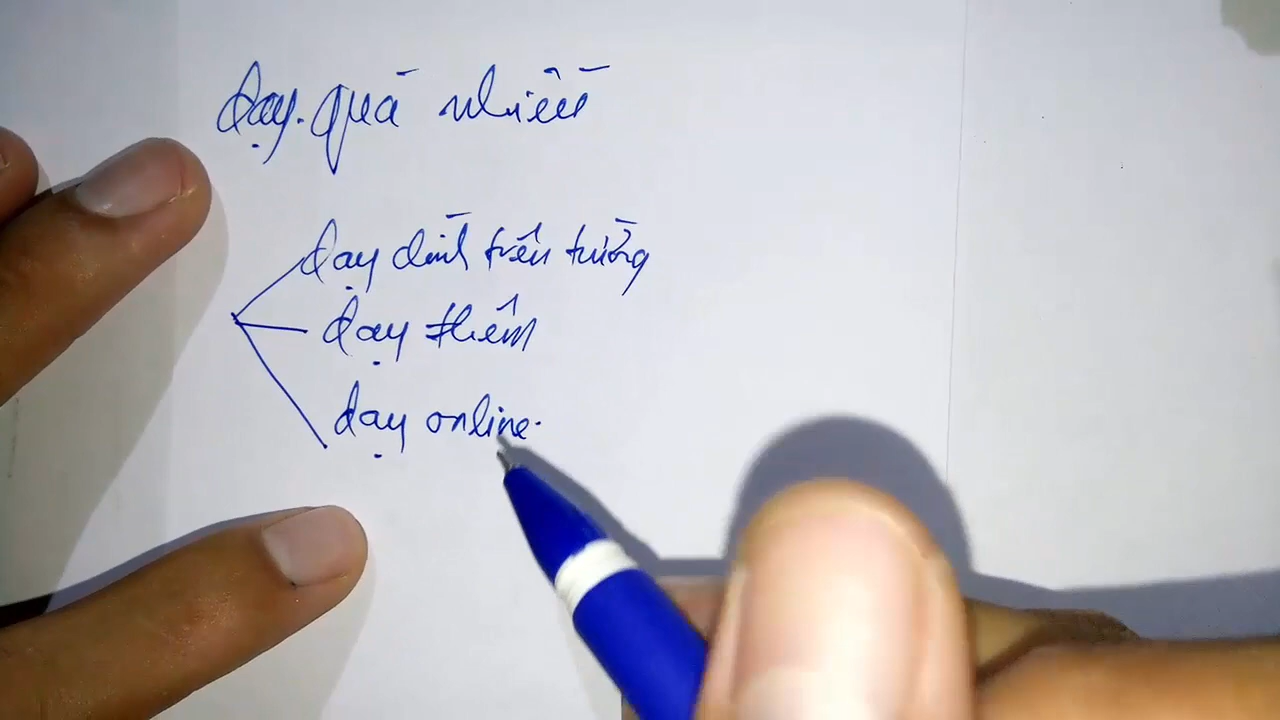 dạy quá nhiều
dạy chính trên trường
dạy thêm
dạy online.